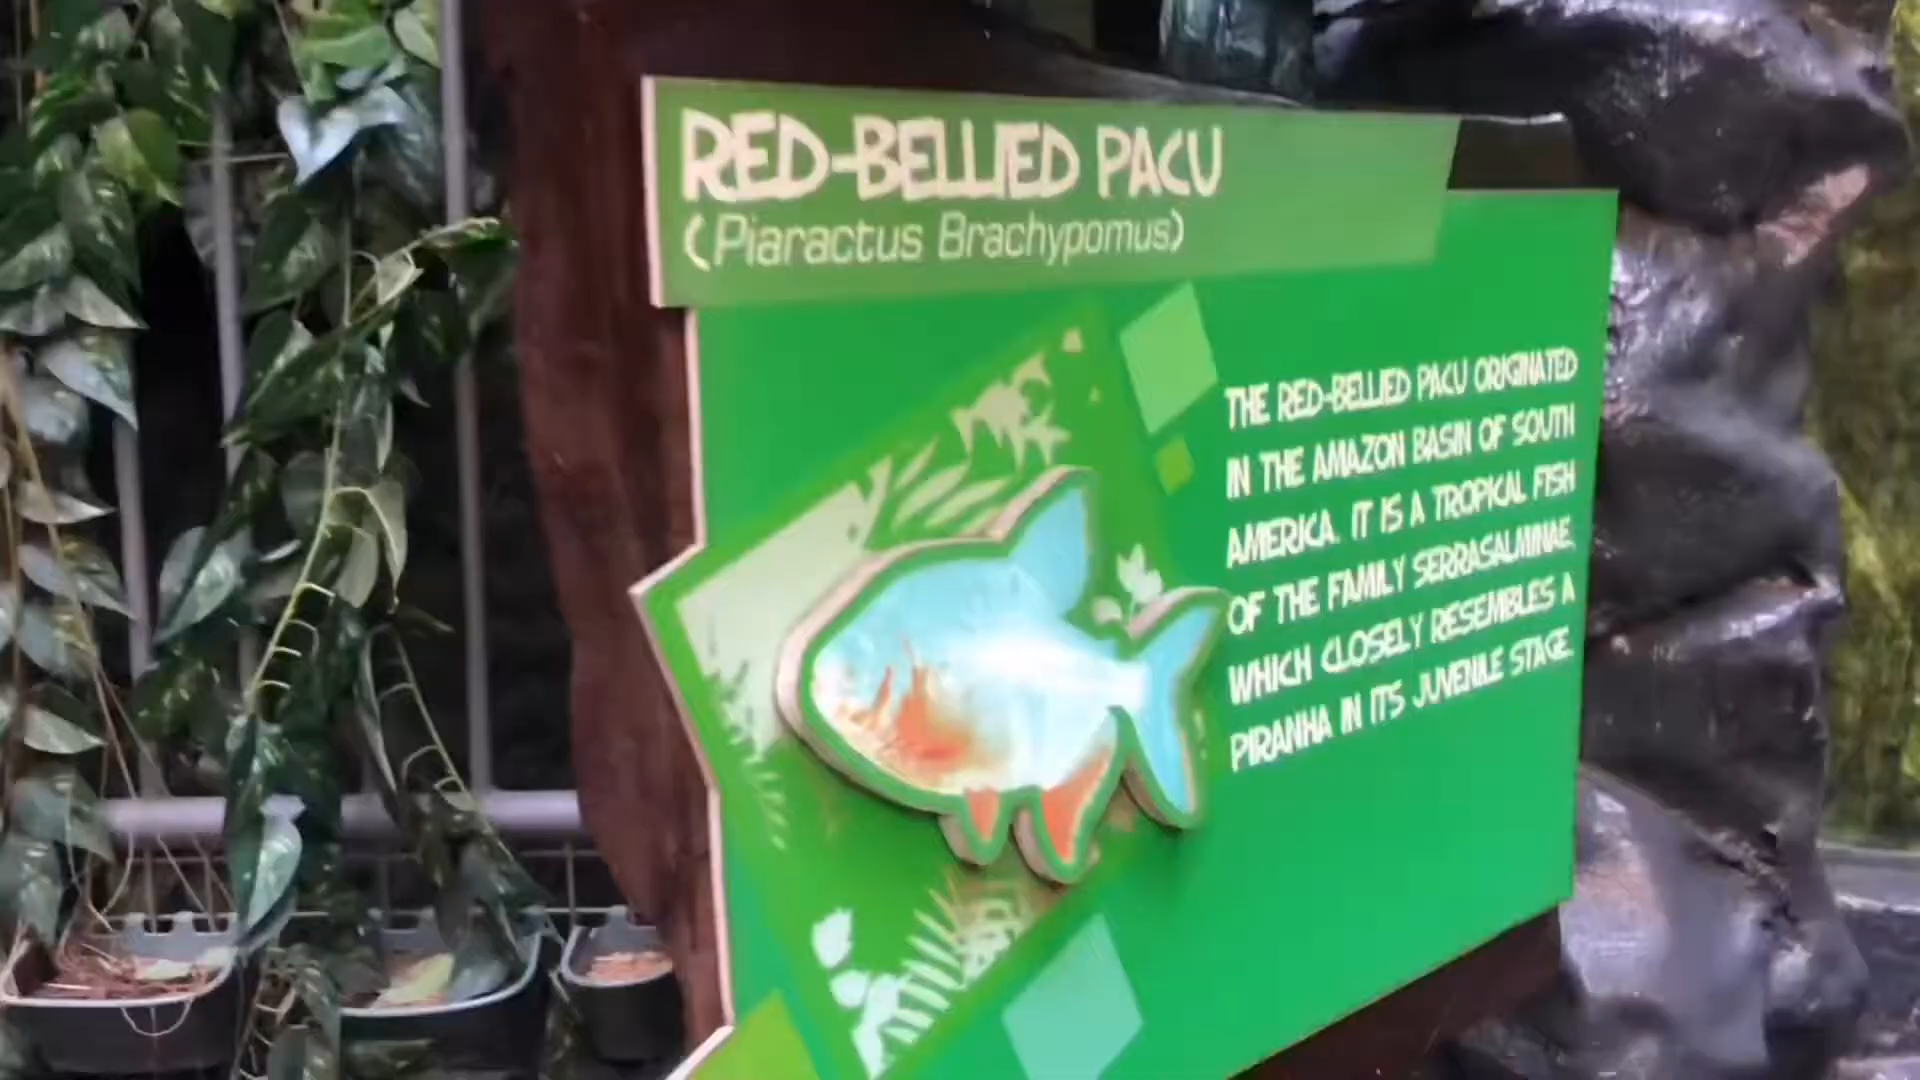 RED-BELLIED PACU
(Piaractus Brachypomus)
THE RED-BELLIED PACU ORIGINATED
IN THE AMAZON BASIN OF SOUTH
AMERICA. IT IS A TROPICAL FISH
OF THE FAMILY SERRASALMINAE,
WHICH CLOSELY RESEMBLES A
PIRANHA IN ITS JUVENILE STAGE.